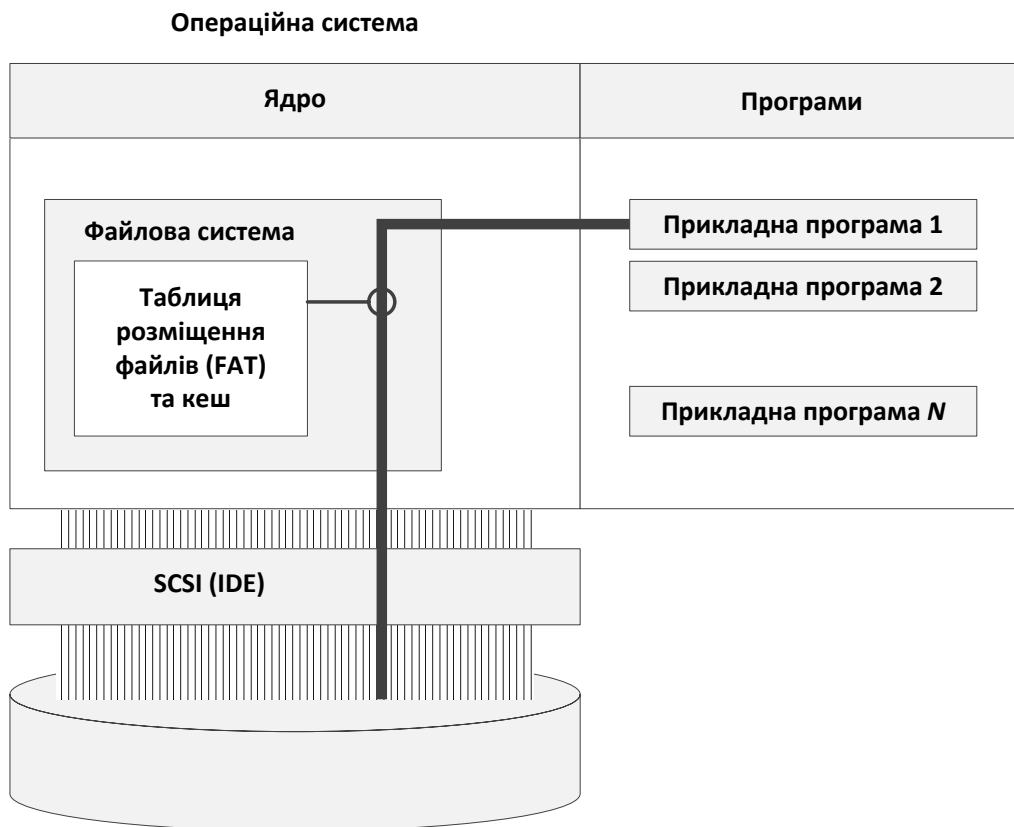 Операційна система
Ядро
Програми
Файлова система
Таблиця
розміщення
файлів (FAT)
та кеш
Прикладна програма 1
Прикладна програма 2
Прикладна програма N
SCSI (IDE)